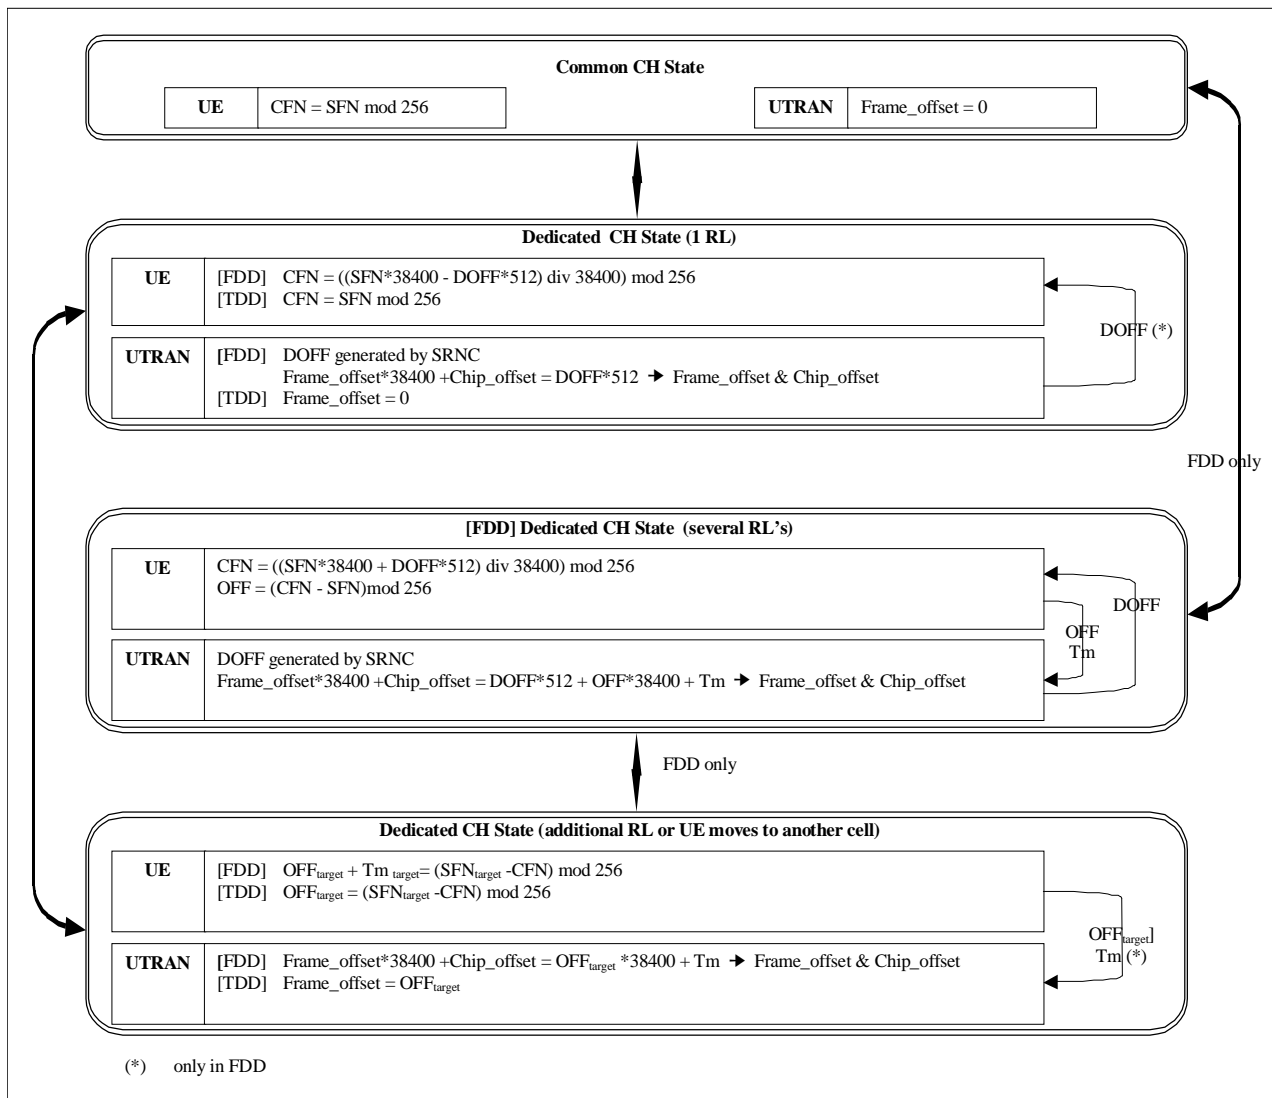 Common CH State
UE CFN = SFN mod 256 UTRAN Frame_offset = 0
Dedicated CH State (1 RL)
UE [FDD] CFN = ((SFN*38400 - DOFF*512) div 38400) mod 256
[TDD] CFN = SFN mod 256
DOFF (*)
UTRAN [FDD] DOFF generated by SRNC
Frame_offset*38400 +Chip_offset = DOFF*512 → Frame_offset & Chip_offset
[TDD] Frame_offset = 0
FDD only
[FDD] Dedicated CH State (several RL's)
UE CFN = ((SFN*38400 + DOFF*512) div 38400) mod 256
OFF = (CFN - SFN)mod 256
DOFF
OFF
Tm
UTRAN DOFF generated by SRNC
Frame_offset*38400 +Chip_offset = DOFF*512 + OFF*38400 + Tm → Frame_offset & Chip_offset
FDD only
Dedicated CH State (additional RL or UE moves to another cell)
UE [FDD] OFFtarget + Tm target= (SFNtarget -CFN) mod 256
[TDD] OFFtarget = (SFNtarget -CFN) mod 256
OFFtarget]
Tm (*)
UTRAN [FDD] Frame_offset*38400 +Chip_offset = OFFtarget *38400 + Tm → Frame_offset & Chip_offset
[TDD] Frame_offset = OFFtarget
(*) only in FDD